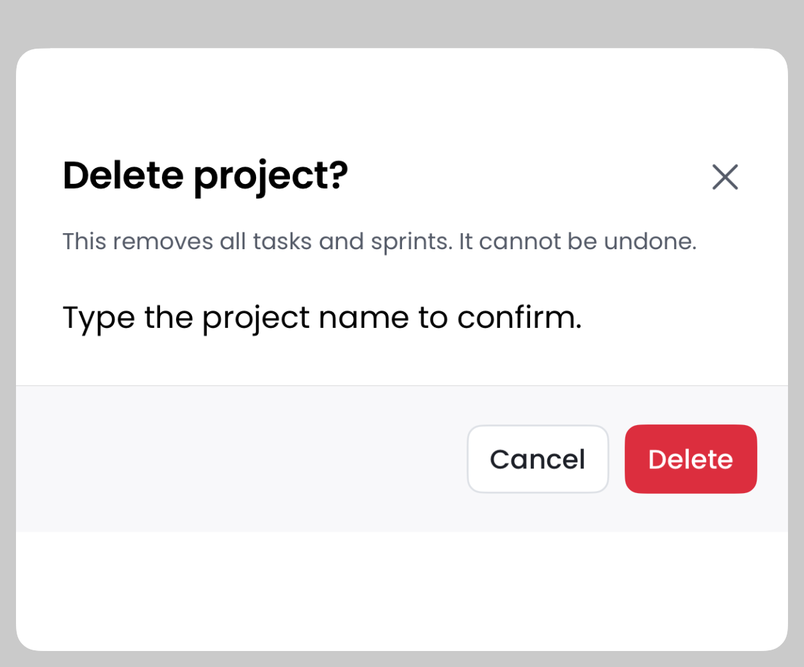 Delete project?
This removes all tasks and sprints. It cannot be undone.
Type the project name to confirm.
Cancel
Delete